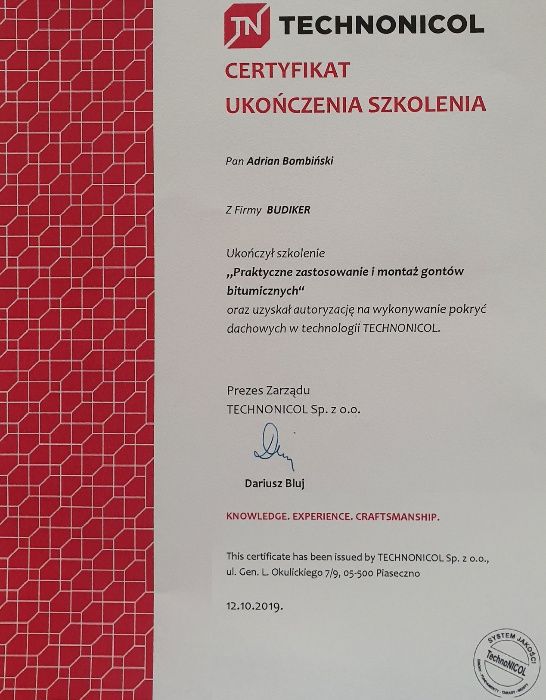 TN TECHNONICOL
CERTYFIKAT
UKOŃCZENIA SZKOLENIA
Pan Adrian Bombiński
Z Firmy BUDIKER
Ukończył szkolenie
„Praktyczne zastosowanie i montaż gontów
bitumicznych“
oraz uzyskał autoryzację na wykonywanie pokryć
dachowych w technologii TECHNONICOL.
Prezes Zarządu
TECHNONICOL Sp. z o.o.
Dariusz Bluj
KNOWLEDGE. EXPERIENCE. CRAFTSMANSHIP.
This certificate has been issued by TECHNONICOL Sp. z o.o.,
ul. Gen. L. Okulickiego 7/9, 05-500 Piaseczno
12.10.2019.
SYSTEM JAKOŚCI
TechnoNICOL